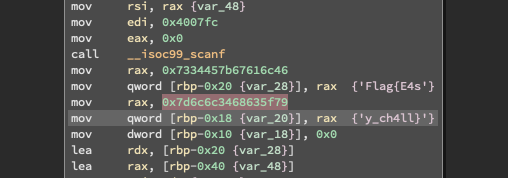 mov rsi, rax {var_48}
mov edi, 0x4007fc
mov eax, 0x0
call __isoc99_scanf
mov rax, 0x7334457b67616c46
mov qword [rbp-0x20 {var_28}], rax {'Flag{E4s'}
mov rax, 0x7d6c6c3468635f79
mov qword [rbp-0x18 {var_20}], rax {'y_ch4ll}'}
mov dword [rbp-0x10 {var_18}], 0x0
lea rdx, [rbp-0x20 {var_28}]
lea rax, [rbp-0x40 {var_48}]